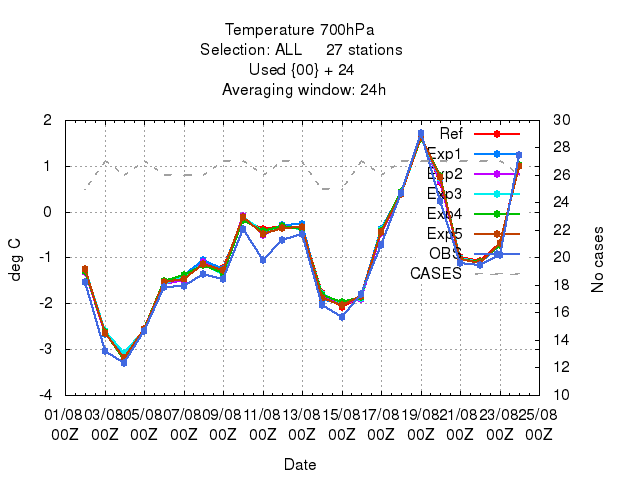 Temperature 700hPa
Selection: ALL 27 stations
Used {00} + 24
Averaging window: 24h
2
1
0
-1
-2
-3
-4
deg C
30
28
26
24
22
20
18
16
14
12
10
No cases
Ref
Exp1
Exp2
Exp3
Exp4
Exp5
OBS
CASES
01/08 03/08 05/08 07/08 09/08 11/08 13/08 15/08 17/08 19/08 21/08 23/08 25/08
00Z 00Z 00Z 00Z 00Z 00Z 00Z 00Z 00Z 00Z 00Z 00Z 00Z
Date